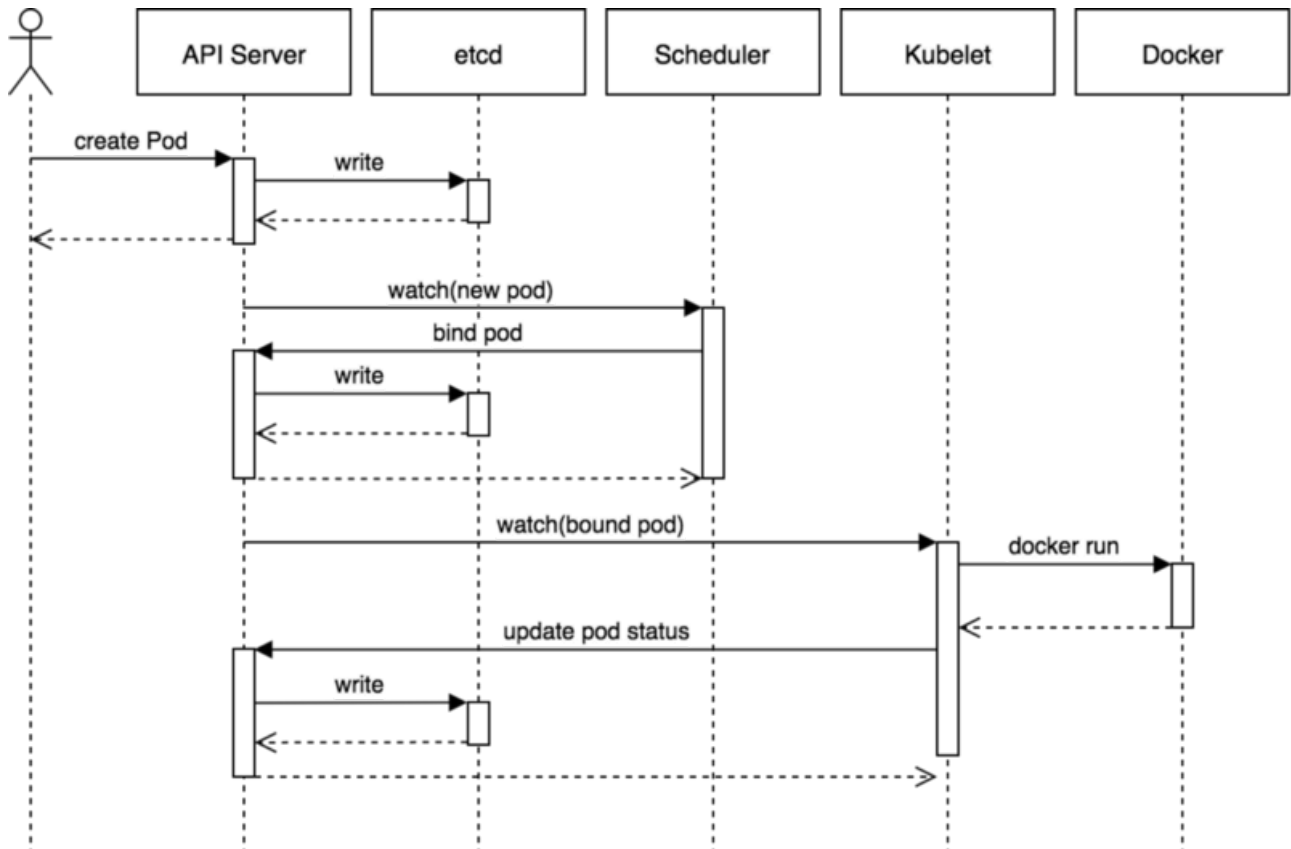 API Server
etcd
Scheduler
Kubelet
Docker
create Pod
write
watch(new pod)
bind pod
write
watch(bound pod)
docker run
update pod status
write